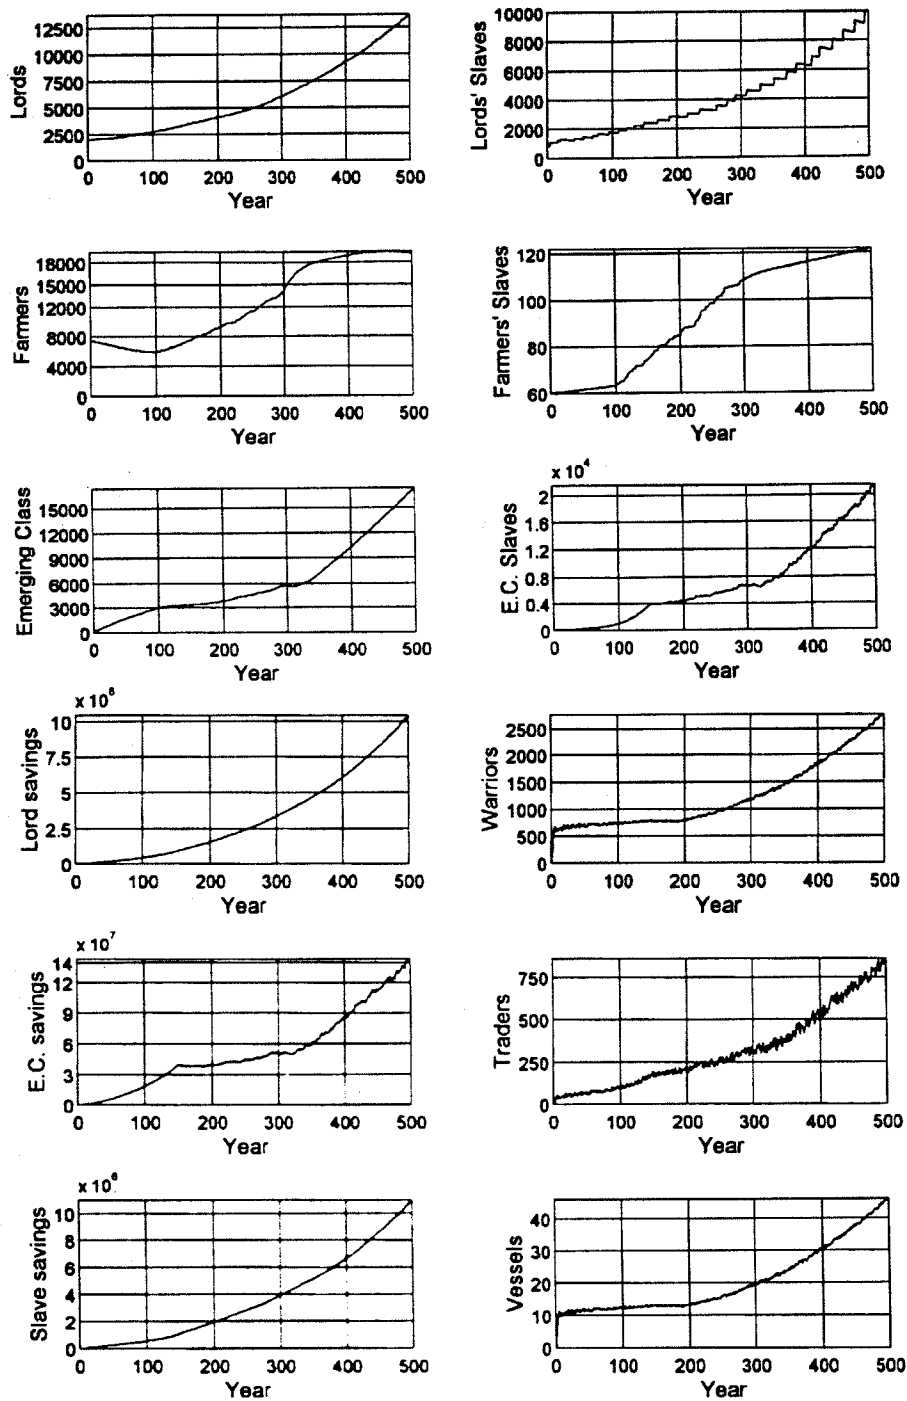 Lords
12500
10000
7500
5000
2500
0
0 100 200 300 400 500
Year
Lords' Slaves
10000
8000
6000
4000
2000
0
0 100 200 300 400 500
Year
Farmers
18000
15000
12000
8000
4000
0
0 100 200 300 400 500
Year
Farmers' Slaves
120
100
80
60
0 100 200 300 400 500
Year
Emerging Class
15000
12000
9000
6000
3000
0
0 100 200 300 400 500
Year
x 10⁴
E.C. Slaves
2
1.6
1.2
0.8
0.4
0
0 100 200 300 400 500
Year
x 10⁶
Lord savings
10
7.5
5
2.5
0
0 100 200 300 400 500
Year
Warriors
2500
2000
1500
1000
500
0
0 100 200 300 400 500
Year
x 10⁷
E.C. savings
14
12
9
6
3
0
0 100 200 300 400 500
Year
Traders
750
500
250
0
0 100 200 300 400 500
Year
x 10⁶
Slave savings
10
8
6
4
2
0
0 100 200 300 400 500
Year
Vessels
40
30
20
10
0
0 100 200 300 400 500
Year